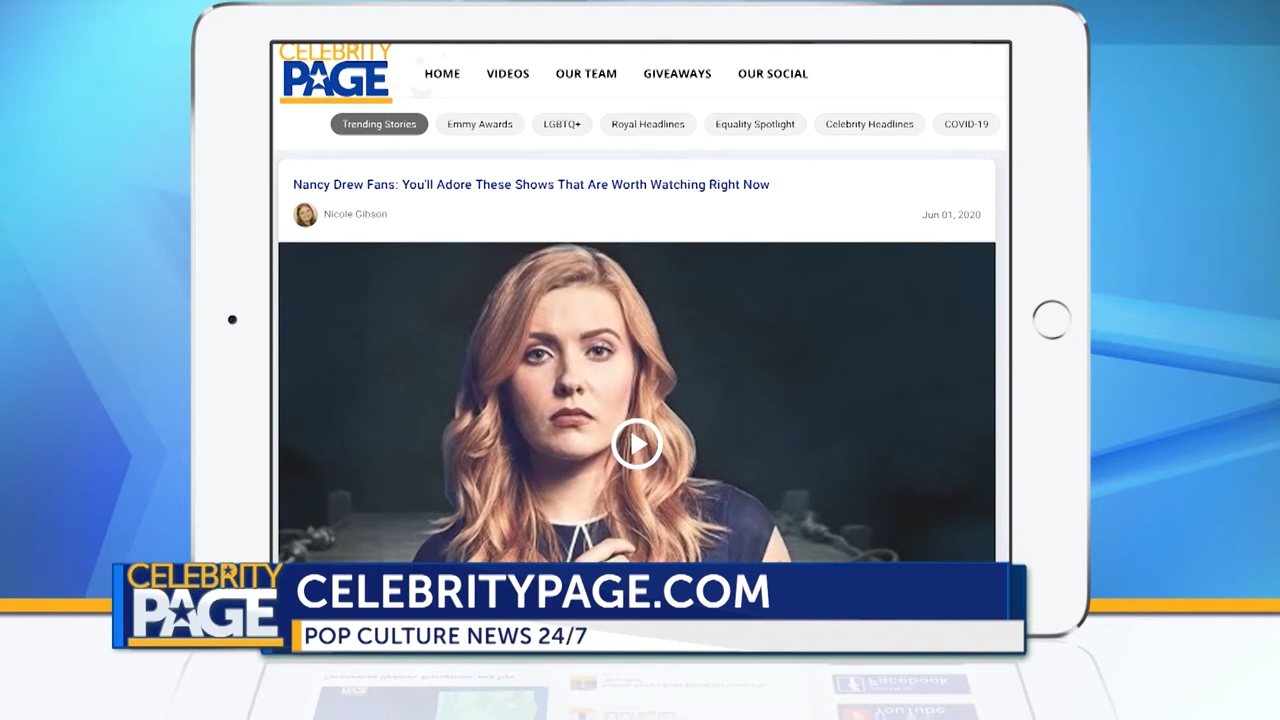 CELEBRITY
PAGE
HOME VIDEOS OUR TEAM GIVEAWAYS OUR SOCIAL
Trending Stories Emmy Awards LGBTQ+ Royal Headlines Equality Spotlight Celebrity Headlines COVID-19
Nancy Drew Fans: You'll Adore These Shows That Are Worth Watching Right Now
Nicole Gibson Jun 01, 2020
CELEBRITY
PAGE
CELEBRITYPAGE.COM
POP CULTURE NEWS 24/7
Facebook
YouTube